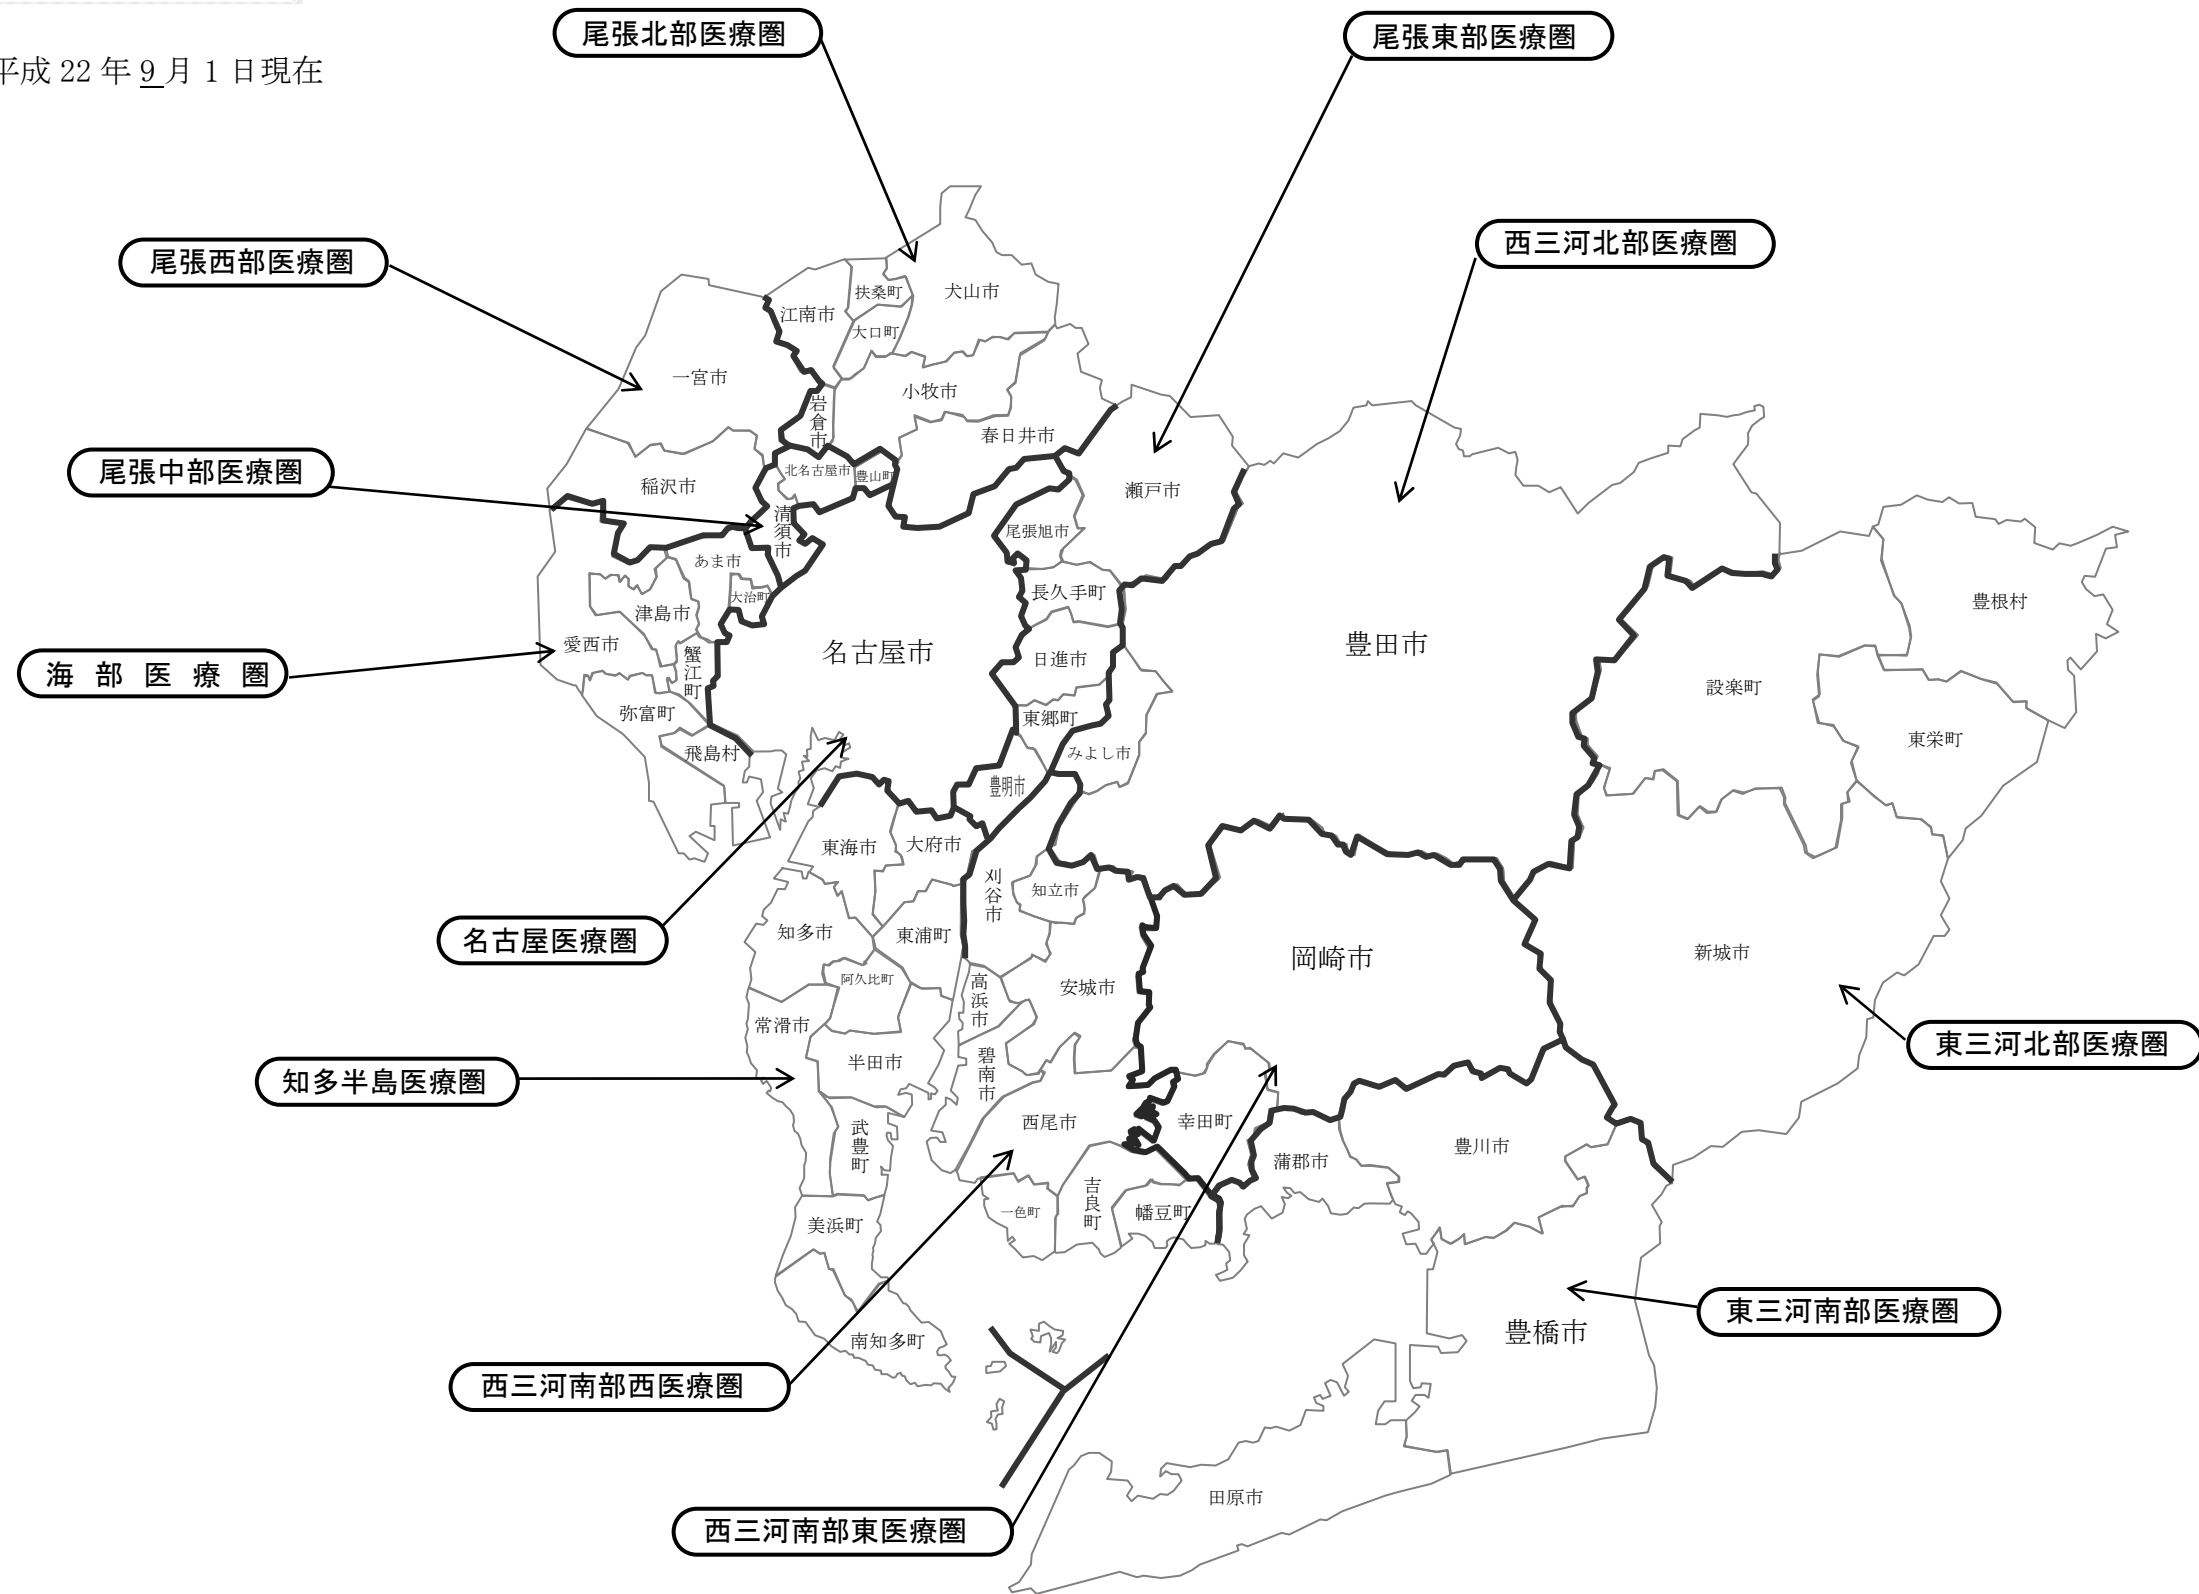 尾張北部医療圏
尾張東部医療圏
平成 22 年 9 月 1 日現在
西三河北部医療圏
尾張西部医療圏
扶桑町
犬山市
江南市
大口町
一宮市
小牧市
岩倉市
春日井市
尾張中部医療圏
北名古屋市
豊山町
稲沢市
瀬戸市
清須市
尾張旭市
あま市
大治町
長久手町
豊根村
津島市
愛西市
名古屋市
豊田市
日進市
海部医療圏
蟹江町
設楽町
弥富町
東郷町
東栄町
飛島村
みよし市
豊明市
東海市
大府市
刈谷市
知立市
名古屋医療圏
知多市
東浦町
岡崎市
新城市
阿久比町
高浜市
安城市
常滑市
東三河北部医療圏
半田市
碧南市
知多半島医療圏
西尾市
幸田町
武豊町
豊川市
蒲郡市
吉良町
一色町
幡豆町
美浜町
東三河南部医療圏
豊橋市
南知多町
西三河南部西医療圏
田原市
西三河南部東医療圏